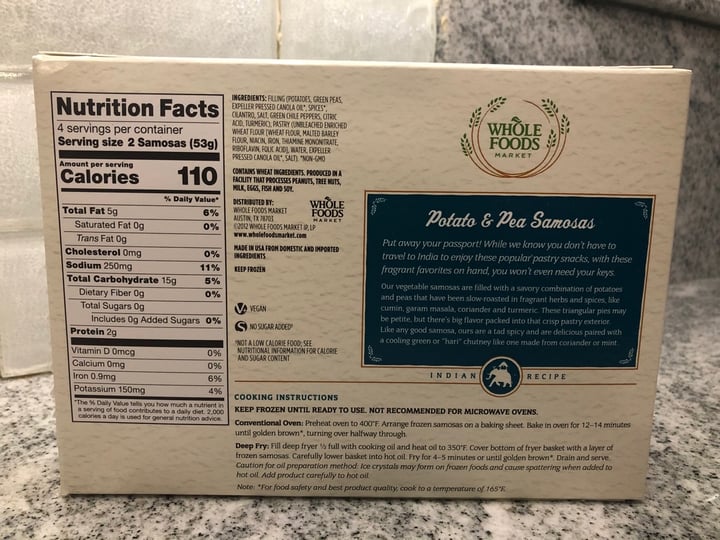 Nutrition Facts
4 servings per container
Serving size 2 Samosas (53g)
Amount per serving
Calories 110
% Daily Value*
Total Fat 5g 6%
Saturated Fat 0g 0%
Trans Fat 0g
Cholesterol 0mg 0%
Sodium 250mg 11%
Total Carbohydrate 15g 5%
Dietary Fiber 0g 0%
Total Sugars 0g
Includes 0g Added Sugars 0%
Protein 2g
Vitamin D 0mcg 0%
Calcium 0mg 0%
Iron 0.9mg 6%
Potassium 150mg 4%
*The % Daily Value tells you how much a nutrient in
a serving of food contributes to a daily diet. 2,000
calories a day is used for general nutrition advice.
INGREDIENTS: FILLING (POTATOES, GREEN PEAS,
EXPELLER PRESSED CANOLA OIL*, SPICES*,
CILANTRO, SALT, GREEN CHILE PEPPERS, CITRIC
ACID, TURMERIC), PASTRY (UNBLEACHED ENRICHED
WHEAT FLOUR [WHEAT FLOUR, MALTED BARLEY
FLOUR, NIACIN, IRON, THIAMINE MONONITRATE,
RIBOFLAVIN, FOLIC ACID], WATER, EXPELLER
PRESSED CANOLA OIL*, SALT). *NON-GMO
CONTAINS WHEAT INGREDIENTS. PRODUCED IN A
FACILITY THAT PROCESSES PEANUTS, TREE NUTS,
MILK, EGGS, FISH AND SOY.
DISTRIBUTED BY:
WHOLE FOODS MARKET
AUSTIN, TX 78703
©2012 WHOLE FOODS MARKET IP, LP
www.wholefoodsmarket.com
WHOLE
FOODS
MARKET
MADE IN USA FROM DOMESTIC AND IMPORTED
INGREDIENTS
KEEP FROZEN
VEGAN
NO SUGAR ADDED†
†NOT A LOW CALORIE FOOD; SEE
NUTRITIONAL INFORMATION FOR CALORIE
AND SUGAR CONTENT
WHOLE
FOODS
MARKET
Potato & Pea Samosas
Put away your passport! While we know you don't have to
travel to India to enjoy these popular pastry snacks, with these
fragrant favorites on hand, you won't even need your keys.
Our vegetable samosas are filled with a savory combination of potatoes
and peas that have been slow-roasted in fragrant herbs and spices, like
cumin, garam masala, coriander and turmeric. These triangular pies may
be petite, but there's big flavor packed into that crisp pastry exterior.
Like any good samosa, ours are a tad spicy and are delicious paired with
a cooling green or "hari" chutney like one made from coriander or mint.
INDIAN RECIPE
COOKING INSTRUCTIONS
KEEP FROZEN UNTIL READY TO USE. NOT RECOMMENDED FOR MICROWAVE OVENS.
Conventional Oven: Preheat oven to 400°F. Arrange frozen samosas on a baking sheet. Bake in oven for 12–14 minutes
until golden brown*, turning over halfway through.
Deep Fry: Fill deep fryer ½ full with cooking oil and heat oil to 350°F. Cover bottom of fryer basket with a layer of
frozen samosas. Carefully lower basket into hot oil. Fry for 4–5 minutes or until golden brown*. Drain and serve.
Caution for oil preparation method: Ice crystals may form on frozen foods and cause spattering when added to
hot oil. Add product carefully to hot oil.
Note: *For food safety and best product quality, cook to a temperature of 165°F.